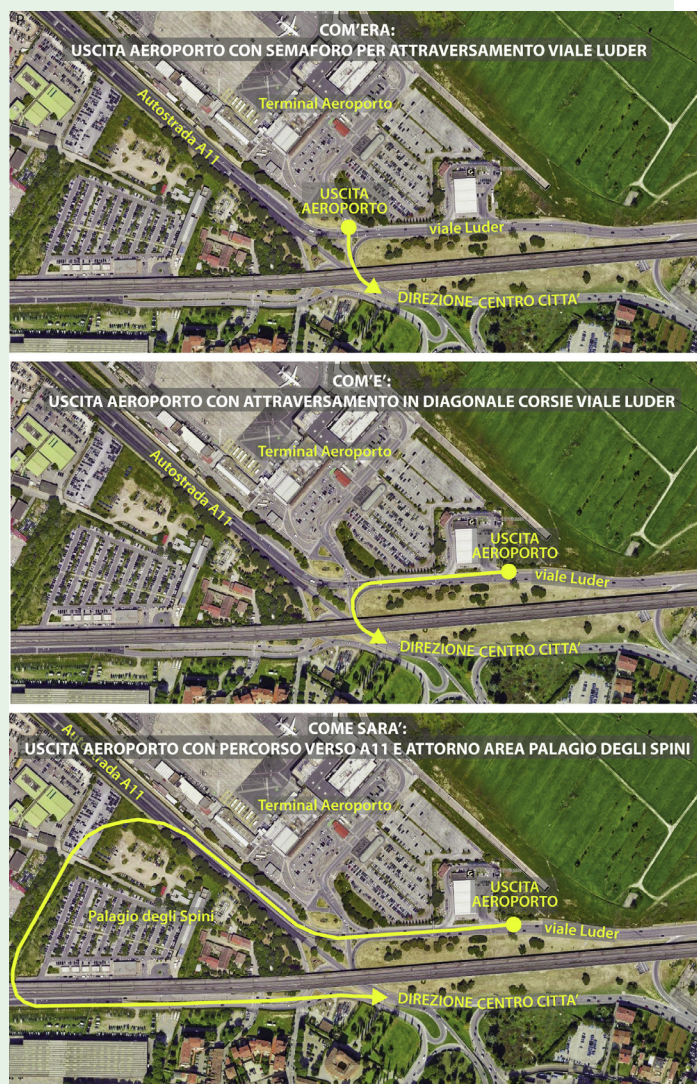 COM'ERA:
USCITA AEROPORTO CON SEMAFORO PER ATTRAVERSAMENTO VIALE LUDER
Autostrada A11
Terminal Aeroporto
USCITA
AEROPORTO
viale Luder
DIREZIONE CENTRO CITTA'
COM'E':
USCITA AEROPORTO CON ATTRAVERSAMENTO IN DIAGONALE CORSIE VIALE LUDER
Terminal Aeroporto
Autostrada A11
USCITA
AEROPORTO
viale Luder
DIREZIONE CENTRO CITTA'
COME SARA':
USCITA AEROPORTO CON PERCORSO VERSO A11 E ATTORNO AREA PALAGIO DEGLI SPINI
Autostrada A11
Terminal Aeroporto
USCITA
AEROPORTO
Palagio degli Spini
viale Luder
DIREZIONE CENTRO CITTA'